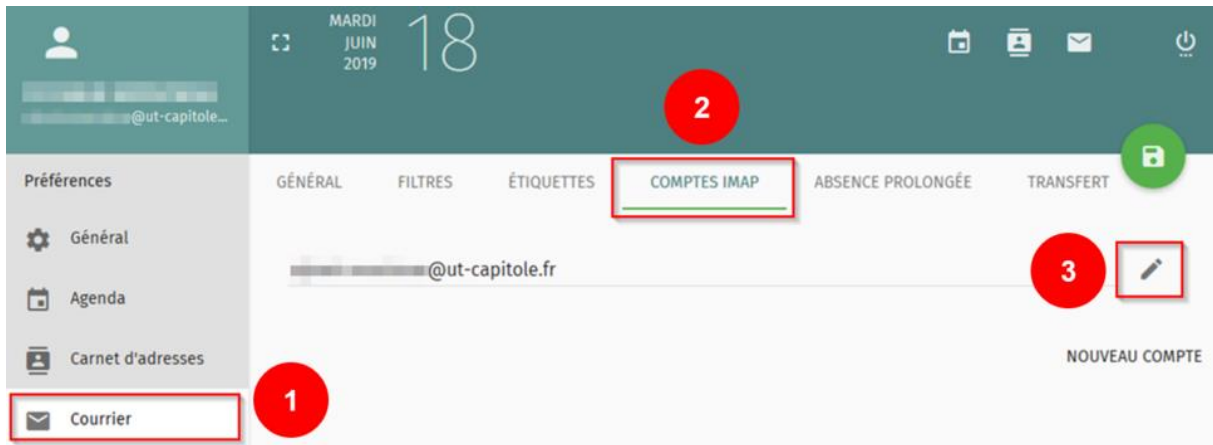 MARDI
JUIN
2019
18
@ut-capitole...
2
Préférences
GÉNÉRAL FILTRES ÉTIQUETTES COMPTES IMAP ABSENCE PROLONGÉE TRANSFERT
Général
@ut-capitole.fr
3
Agenda
Carnet d'adresses
NOUVEAU COMPTE
Courrier
1